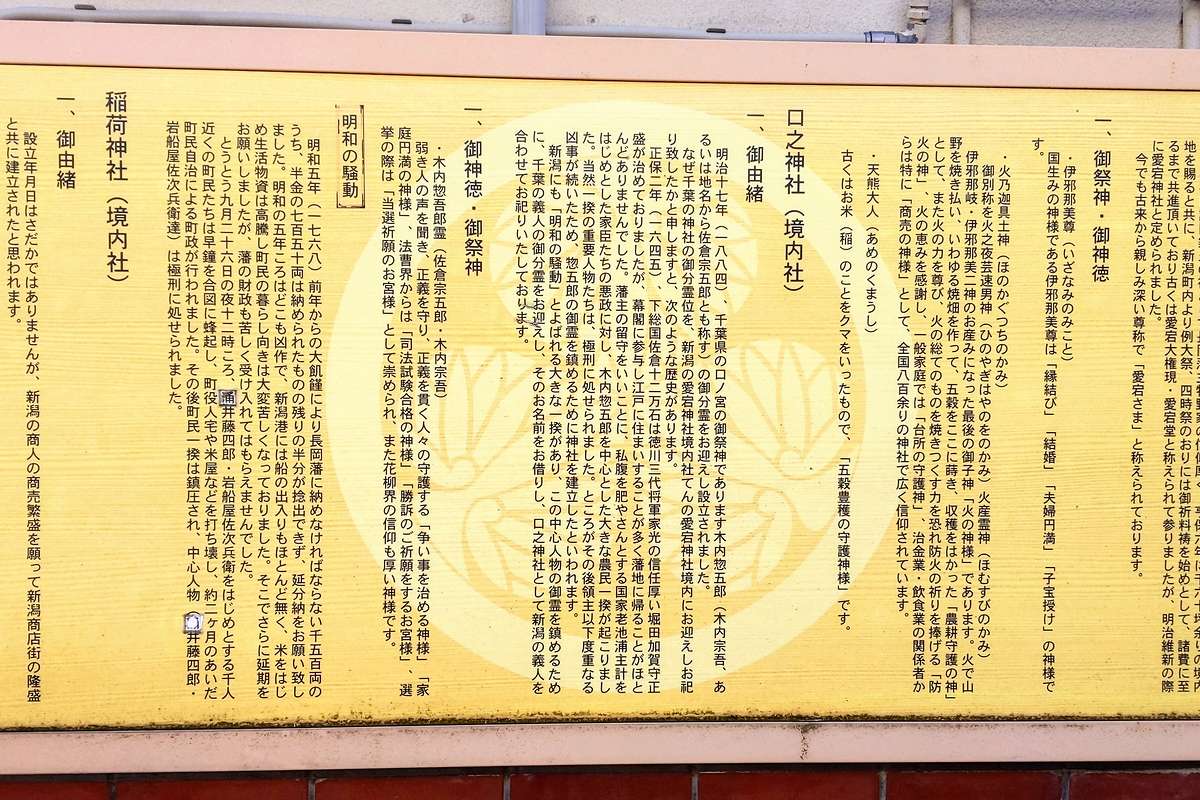 地を賜ると共に、新潟町内より例大祭、四時祭のおりには御祈料祷を始めとして、諸費に至
るまで共進頂いており古くは愛宕大権現・愛宕堂と称えられて参りましたが、明治維新の際
に愛宕神社と定められました。
今でも古来から親しみ深い尊称で「愛宕さま」と称えられております。
一、御祭神・御神徳
・伊邪那美尊（いざなみのみこと）
国生みの神様である伊邪那美尊は「縁結び」「結婚」「夫婦円満」「子宝授け」の神様で
す。
・火乃迦具土神（ほのかぐつちのかみ）
御別称を火之夜芸速男神（ひのやぎはやのをのかみ）火産霊神（ほむすびのかみ）
伊邪那岐・伊邪那美二神のお産みになった最後の御子神「火の神様」であります。火で山
野を焼き払い、いわゆる焼畑を作って、五穀をここに蒔き、収穫をはかった「農耕守護の神」
として、また火の力を尊び、火の総てのものを焼きつくす力を恐れ防火の祈りを捧げる「防
火の神」、火の恵みを感謝し、一般家庭では「台所の守護神」、治金業・飲食業の関係者か
らは特に「商売の神様」として、全国八百余りの神社で広く信仰されています。
・天熊大人（あめのくまうし）
古くはお米（稲）のことをクマをいったもので、「五穀豊穫の守護神様」です。
口之神社（境内社）
一、御由緒
明治十七年（一八八四）、千葉県の口ノ宮の御祭神であります木内惣五郎（木内宗吾、あ
るいは地名から佐倉宗五郎とも称す）の御分霊をお迎えし設立されました。
なぜ千葉の神社の御分霊位を、新潟の愛宕神社境内社てんの愛宕神社境内にお迎えしお祀
り致したかと申しますと、次のような歴史があります。
正保二年（一六四五）、下総国佐倉十二万石は徳川三代将軍家光の信任厚い堀田加賀守正
盛が治めておりましたが、幕閣に参与し江戸に住まいすることが多く藩地に帰ることがほと
んどありませんでした。藩主の留守をいいことに、私腹を肥やさんとする国家老池浦主計を
はじめとした家臣たちの悪政に対し、木内惣五郎を中心とした大きな農民一揆が起こりまし
た。当然一揆の重要人物たちは、極刑に処せられました。ところがその後領主以下度重なる
凶事が続いたため、惣五郎の御霊を鎮めるために神社を建立したといわれます。
新潟にも「明和の騒動」とよばれる大きな一揆があり、この中心人物の御霊を鎮めるため
に、千葉の義人の御分霊をお迎えし、そのお名前をお借りし、口之神社として新潟の義人を
合わせてお祀りいたしております。
一、御神徳・御祭神
・木内惣吾郎霊（佐倉宗五郎・木内宗吾）
弱き人の声を聞き、正義を守り、正義を貫く人々の守護する「争い事を治める神様」「家
庭円満の神様」、法曹界からは「司法試験合格の神様」「勝訴のご祈願をするお宮様」、選
挙の際は「当選祈願のお宮様」として崇められ、また花柳界の信仰も厚い神様です。
明和の騒動
明和五年（一七六八）前年からの大飢饉により長岡藩に納めなければならない千五百両の
うち、半金の七百五十両は納められたものの残りの半分が捻出できず、延分納をお願い致し
ました。明和の五年ごろはどこも凶作で、新潟港には船の出入りもほとんど無く、米をはじ
め生活物資は高騰し町民の暮らし向きは大変苦しくなっておりました。そこでさらに延期を
お願いしましたが、藩の財政も苦しく受け入れてはもらえませんでした。
とうとう九月二十六日の夜十二時ころ、涌井藤四郎・岩船屋佐次兵衛をはじめとする千人
近くの町民たちは早鐘を合図に蜂起し、町役人宅や米屋などを打ち壊し、約二ヶ月のあいだ
町民自治による町政が行われました。その後町民一揆は鎮圧され、中心人物　井藤四郎・
岩船屋佐次兵衛達）は極刑に処せられました。
稲荷神社（境内社）
一、御由緒
設立年月日はさだかではありませんが、新潟の商人の商売繁盛を願って新潟商店街の隆盛
と共に建立されたと思われます。